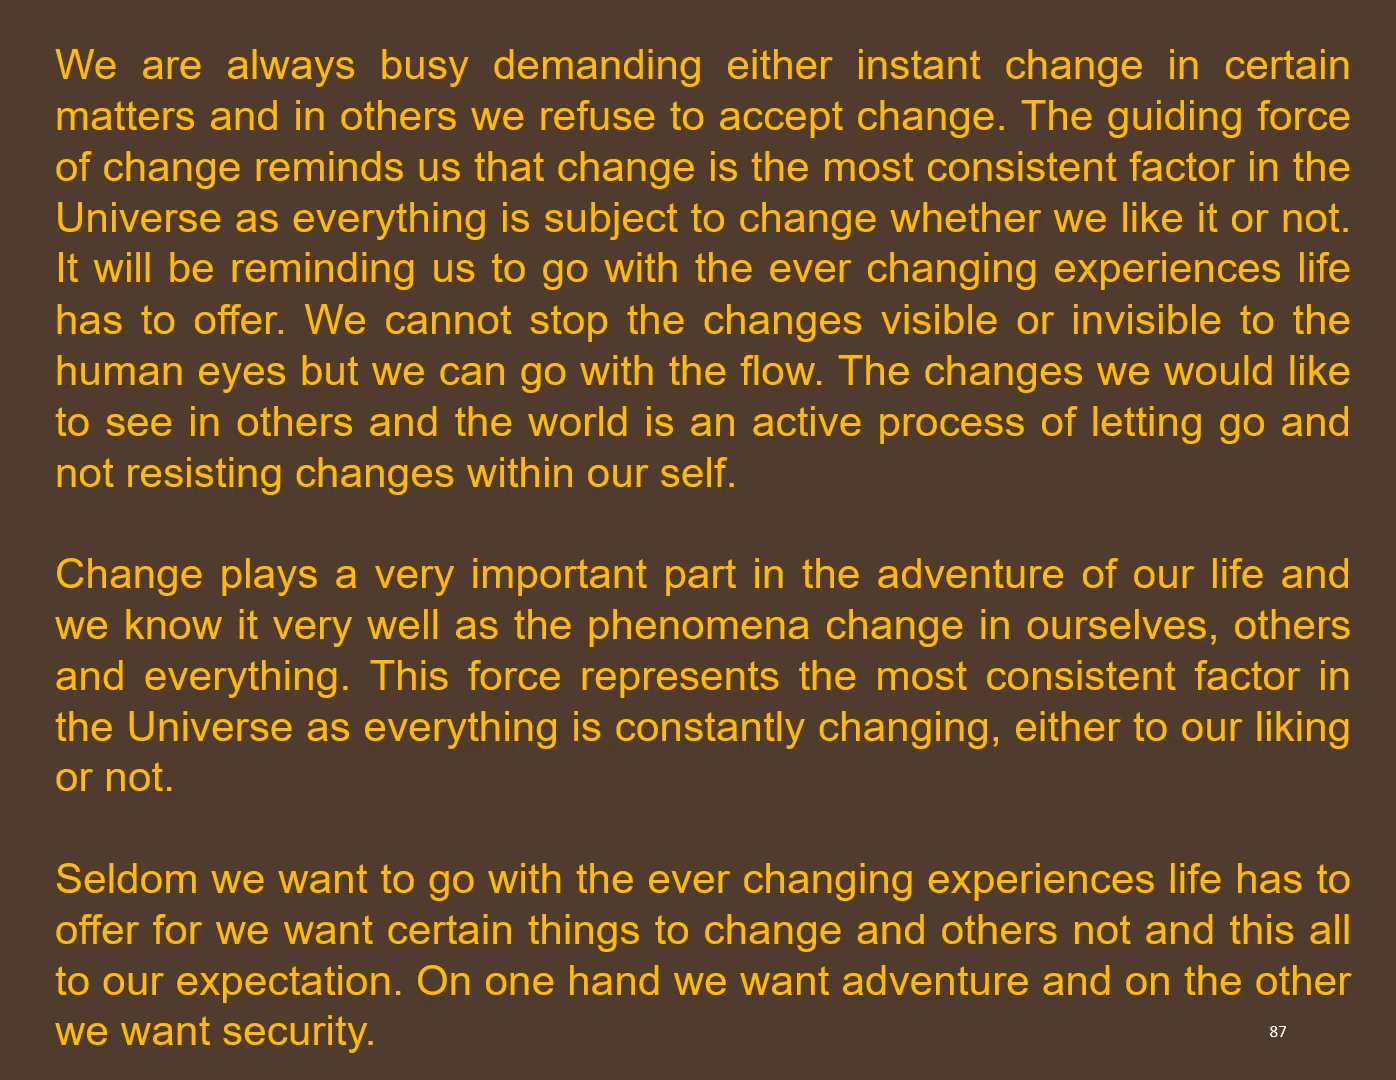 We are always busy demanding either instant change in certain
matters and in others we refuse to accept change. The guiding force
of change reminds us that change is the most consistent factor in the
Universe as everything is subject to change whether we like it or not.
It will be reminding us to go with the ever changing experiences life
has to offer. We cannot stop the changes visible or invisible to the
human eyes but we can go with the flow. The changes we would like
to see in others and the world is an active process of letting go and
not resisting changes within our self.
Change plays a very important part in the adventure of our life and
we know it very well as the phenomena change in ourselves, others
and everything. This force represents the most consistent factor in
the Universe as everything is constantly changing, either to our liking
or not.
Seldom we want to go with the ever changing experiences life has to
offer for we want certain things to change and others not and this all
to our expectation. On one hand we want adventure and on the other
we want security.
87